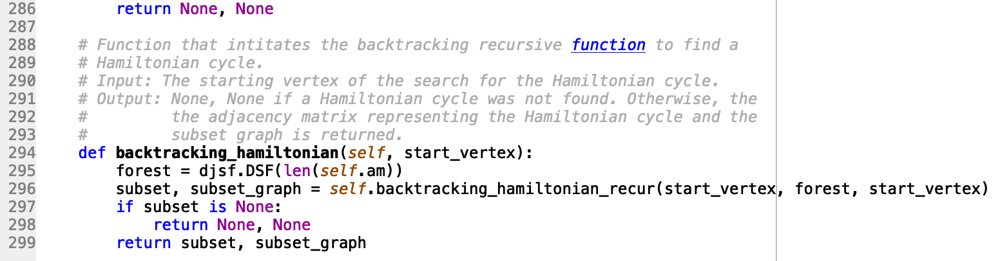 286 return None, None
287
288 # Function that intitates the backtracking recursive function to find a
289 # Hamiltonian cycle.
290 # Input: The starting vertex of the search for the Hamiltonian cycle.
291 # Output: None, None if a Hamiltonian cycle was not found. Otherwise, the
292 # the adjacency matrix representing the Hamiltonian cycle and the
293 # subset graph is returned.
294 def backtracking_hamiltonian(self, start_vertex):
295 forest = djsf.DSF(len(self.am))
296 subset, subset_graph = self.backtracking_hamiltonian_recur(start_vertex, forest, start_vertex)
297 if subset is None:
298 return None, None
299 return subset, subset_graph